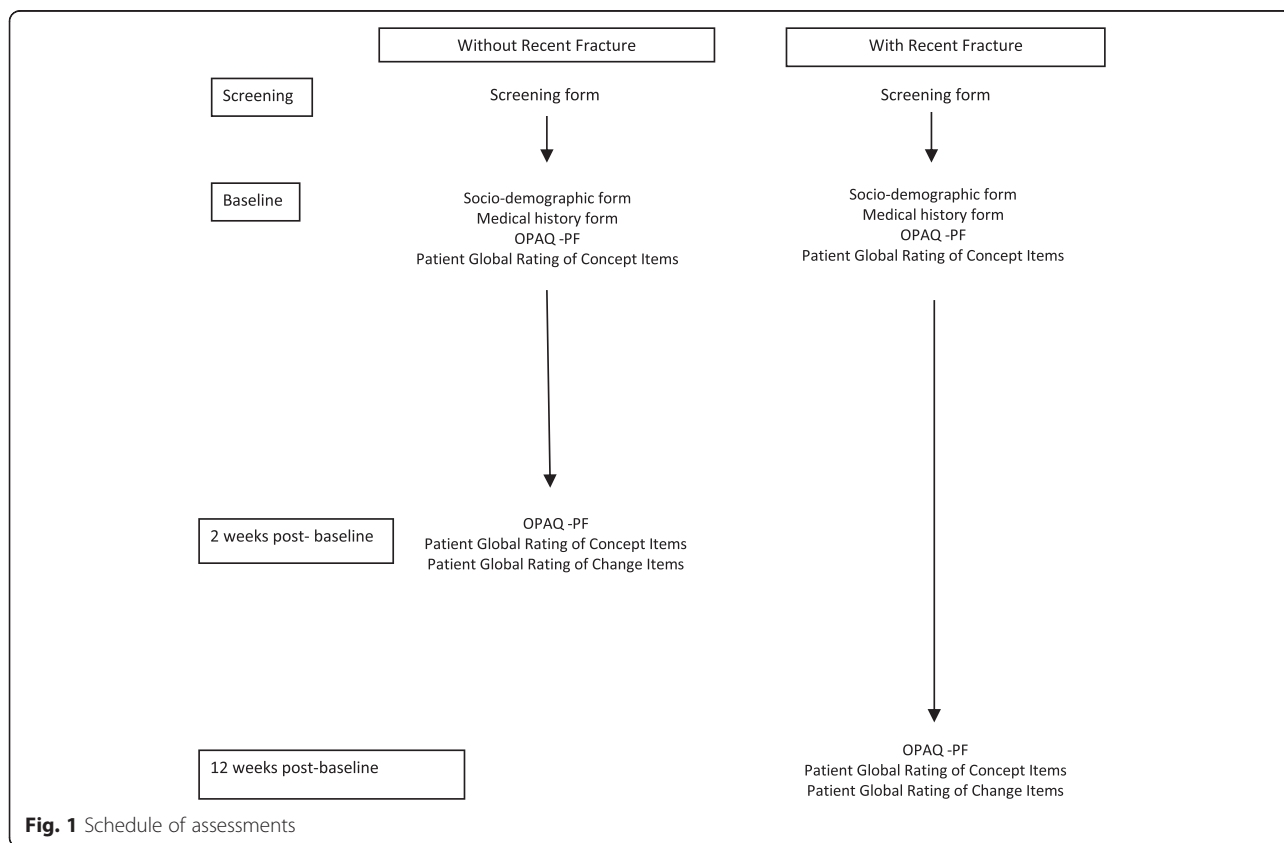 Without Recent Fracture
With Recent Fracture
Screening
Screening form
Screening form
Baseline
Socio-demographic form
Medical history form
OPAQ -PF
Patient Global Rating of Concept Items
Socio-demographic form
Medical history form
OPAQ -PF
Patient Global Rating of Concept Items
2 weeks post- baseline
OPAQ -PF
Patient Global Rating of Concept Items
Patient Global Rating of Change Items
12 weeks post-baseline
OPAQ -PF
Patient Global Rating of Concept Items
Patient Global Rating of Change Items
Fig. 1 Schedule of assessments